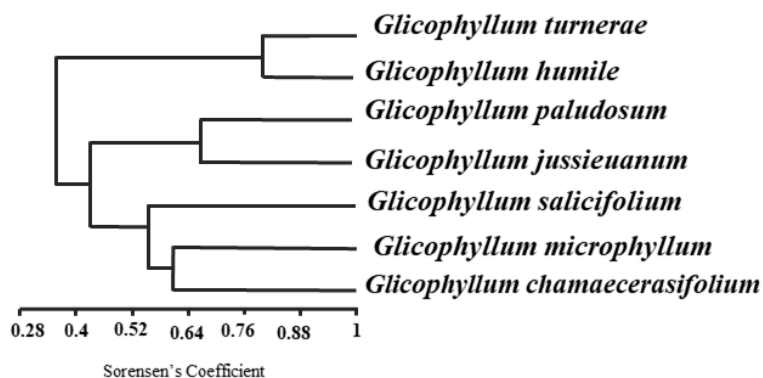 Glicophyllum turnerae
Glicophyllum humile
Glicophyllum paludosum
Glicophyllum jussieuanum
Glicophyllum salicifolium
Glicophyllum microphyllum
Glicophyllum chamaecerasifolium
0.28 0.4 0.52 0.64 0.76 0.88 1
Sorensen's Coefficient